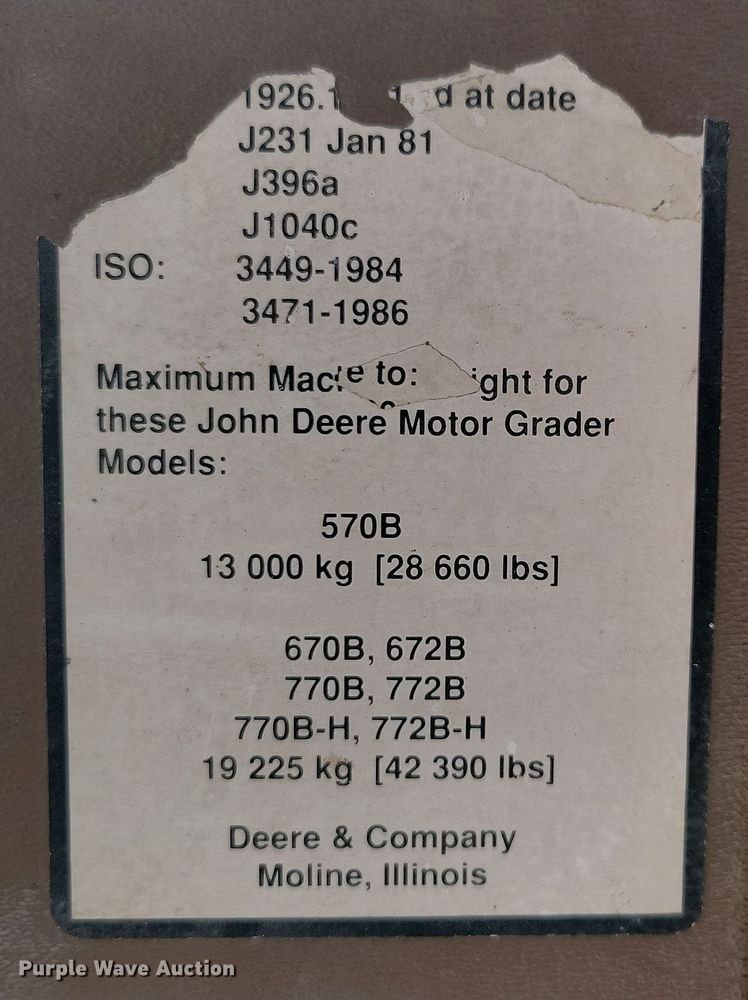 1926.1 d at date
J231 Jan 81
J396a
J1040c
ISO: 3449-1984
3471-1986
Maximum Mac e to: ight for
these John Deere Motor Grader
Models:
570B
13 000 kg [28 660 lbs]
670B, 672B
770B, 772B
770B-H, 772B-H
19 225 kg [42 390 lbs]
Deere & Company
Moline, Illinois
Purple Wave Auction